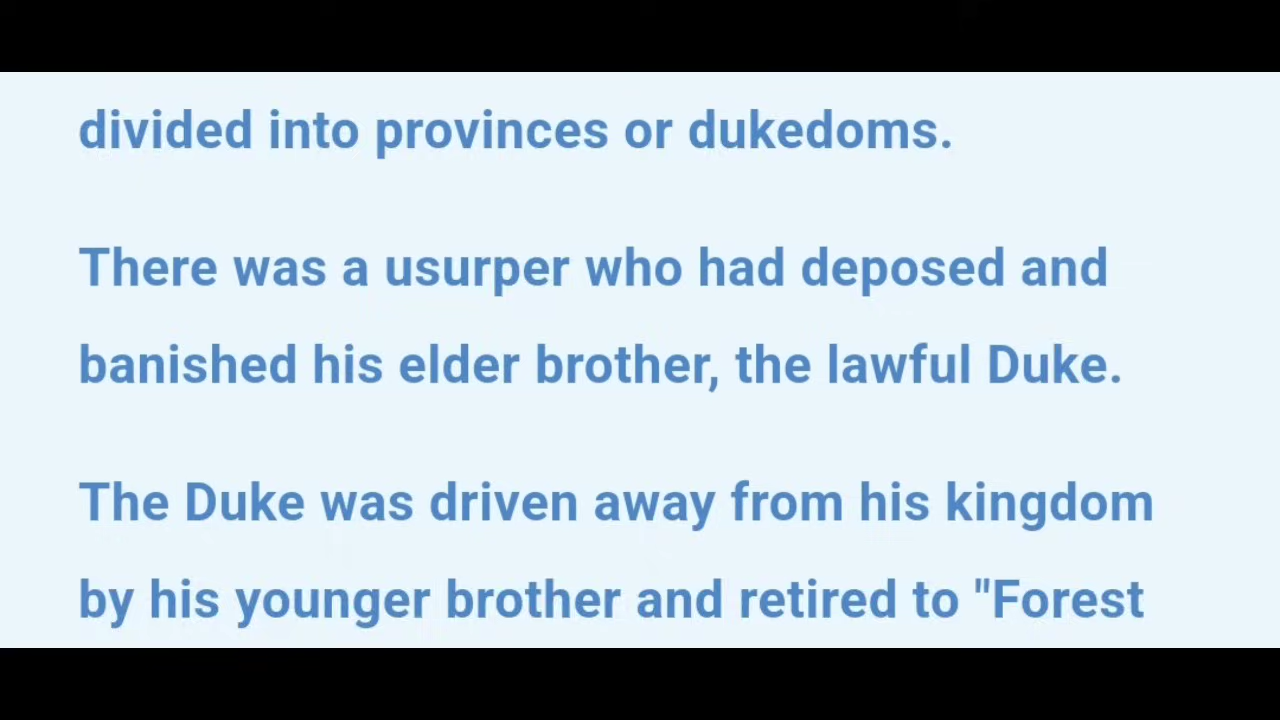 divided into provinces or dukedoms.
There was a usurper who had deposed and
banished his elder brother, the lawful Duke.
The Duke was driven away from his kingdom
by his younger brother and retired to "Forest